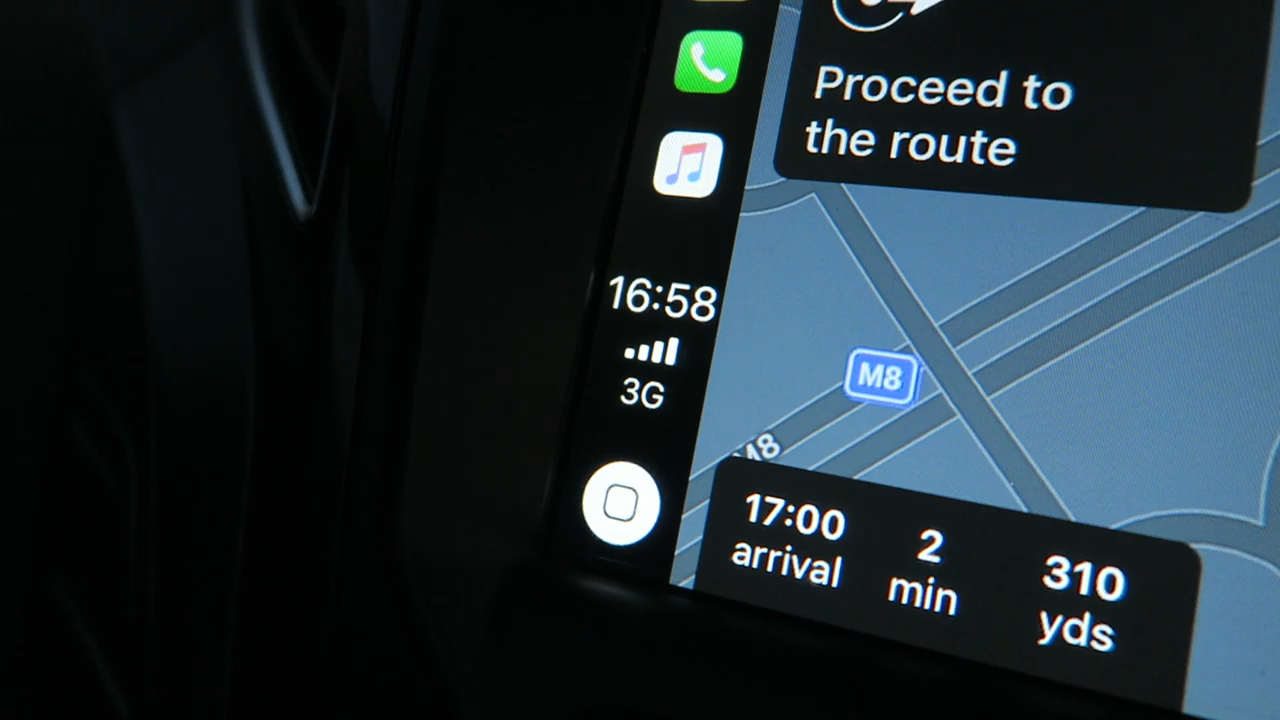 Proceed to
the route
16:58
3G
M8
M8
17:00
arrival
2
min
310
yds